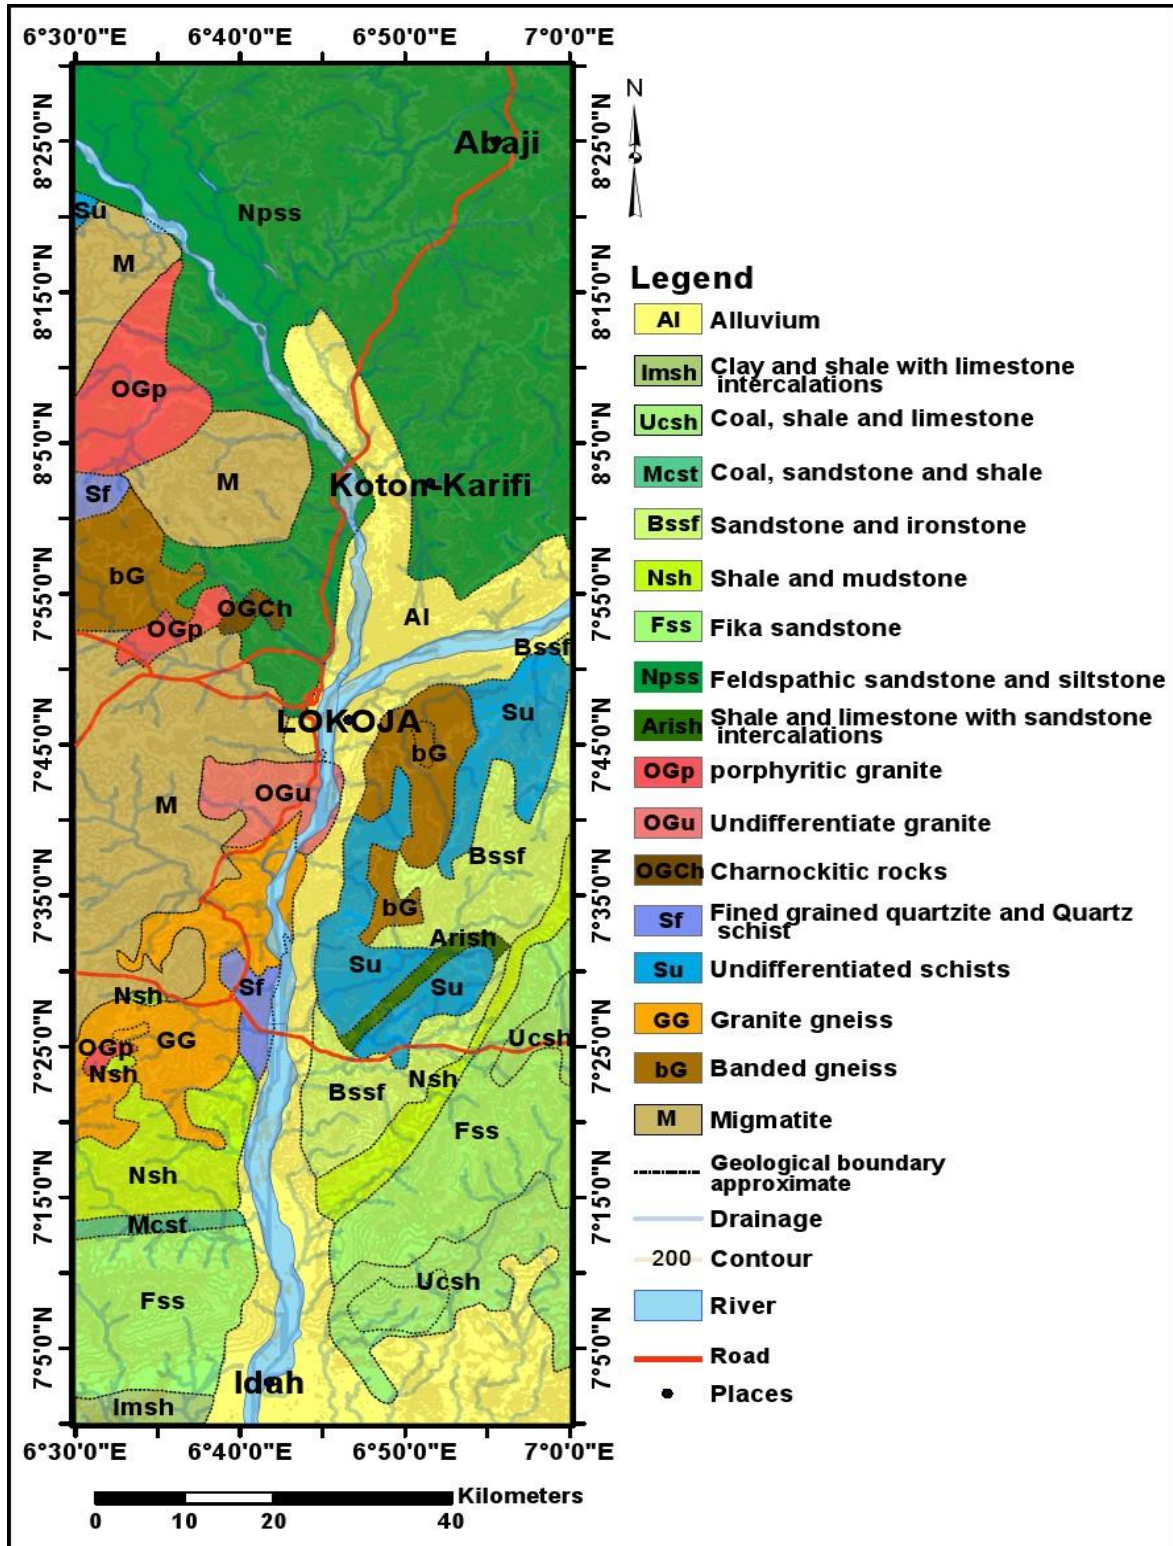 6°30'0"E 6°40'0"E 6°50'0"E 7°0'0"E
N
8°25'0"N
8°15'0"N
8°5'0"N
7°55'0"N
7°45'0"N
7°35'0"N
7°25'0"N
7°15'0"N
7°5'0"N
8°25'0"N
8°15'0"N
8°5'0"N
7°55'0"N
7°45'0"N
7°35'0"N
7°25'0"N
7°15'0"N
7°5'0"N
Abaji
Su
Npss
M
OGp
M
Koton-Karifi
Sf
bG
OGCh
Al
OGp
Bssf
Su
LOKOJA
bG
OGu
M
Bssf
bG
Arish
Su
Su
Sf
Nsh
Ucsh
GG
OGp
Nsh
Nsh
Bssf
Fss
Nsh
Mcst
Ucsh
Fss
Idah
Imsh
6°30'0"E 6°40'0"E 6°50'0"E 7°0'0"E
Kilometers
0 10 20 40
Legend
Al Alluvium
Imsh Clay and shale with limestone
intercalations
Ucsh Coal, shale and limestone
Mcst Coal, sandstone and shale
Bssf Sandstone and ironstone
Nsh Shale and mudstone
Fss Fika sandstone
Npss Feldspathic sandstone and siltstone
Arish Shale and limestone with sandstone
intercalations
OGp porphyritic granite
OGu Undifferentiate granite
OGCh Charnockitic rocks
Sf Fined grained quartzite and Quartz
schist
Su Undifferentiated schists
GG Granite gneiss
bG Banded gneiss
M Migmatite
Geological boundary
approximate
Drainage
200 Contour
River
Road
Places